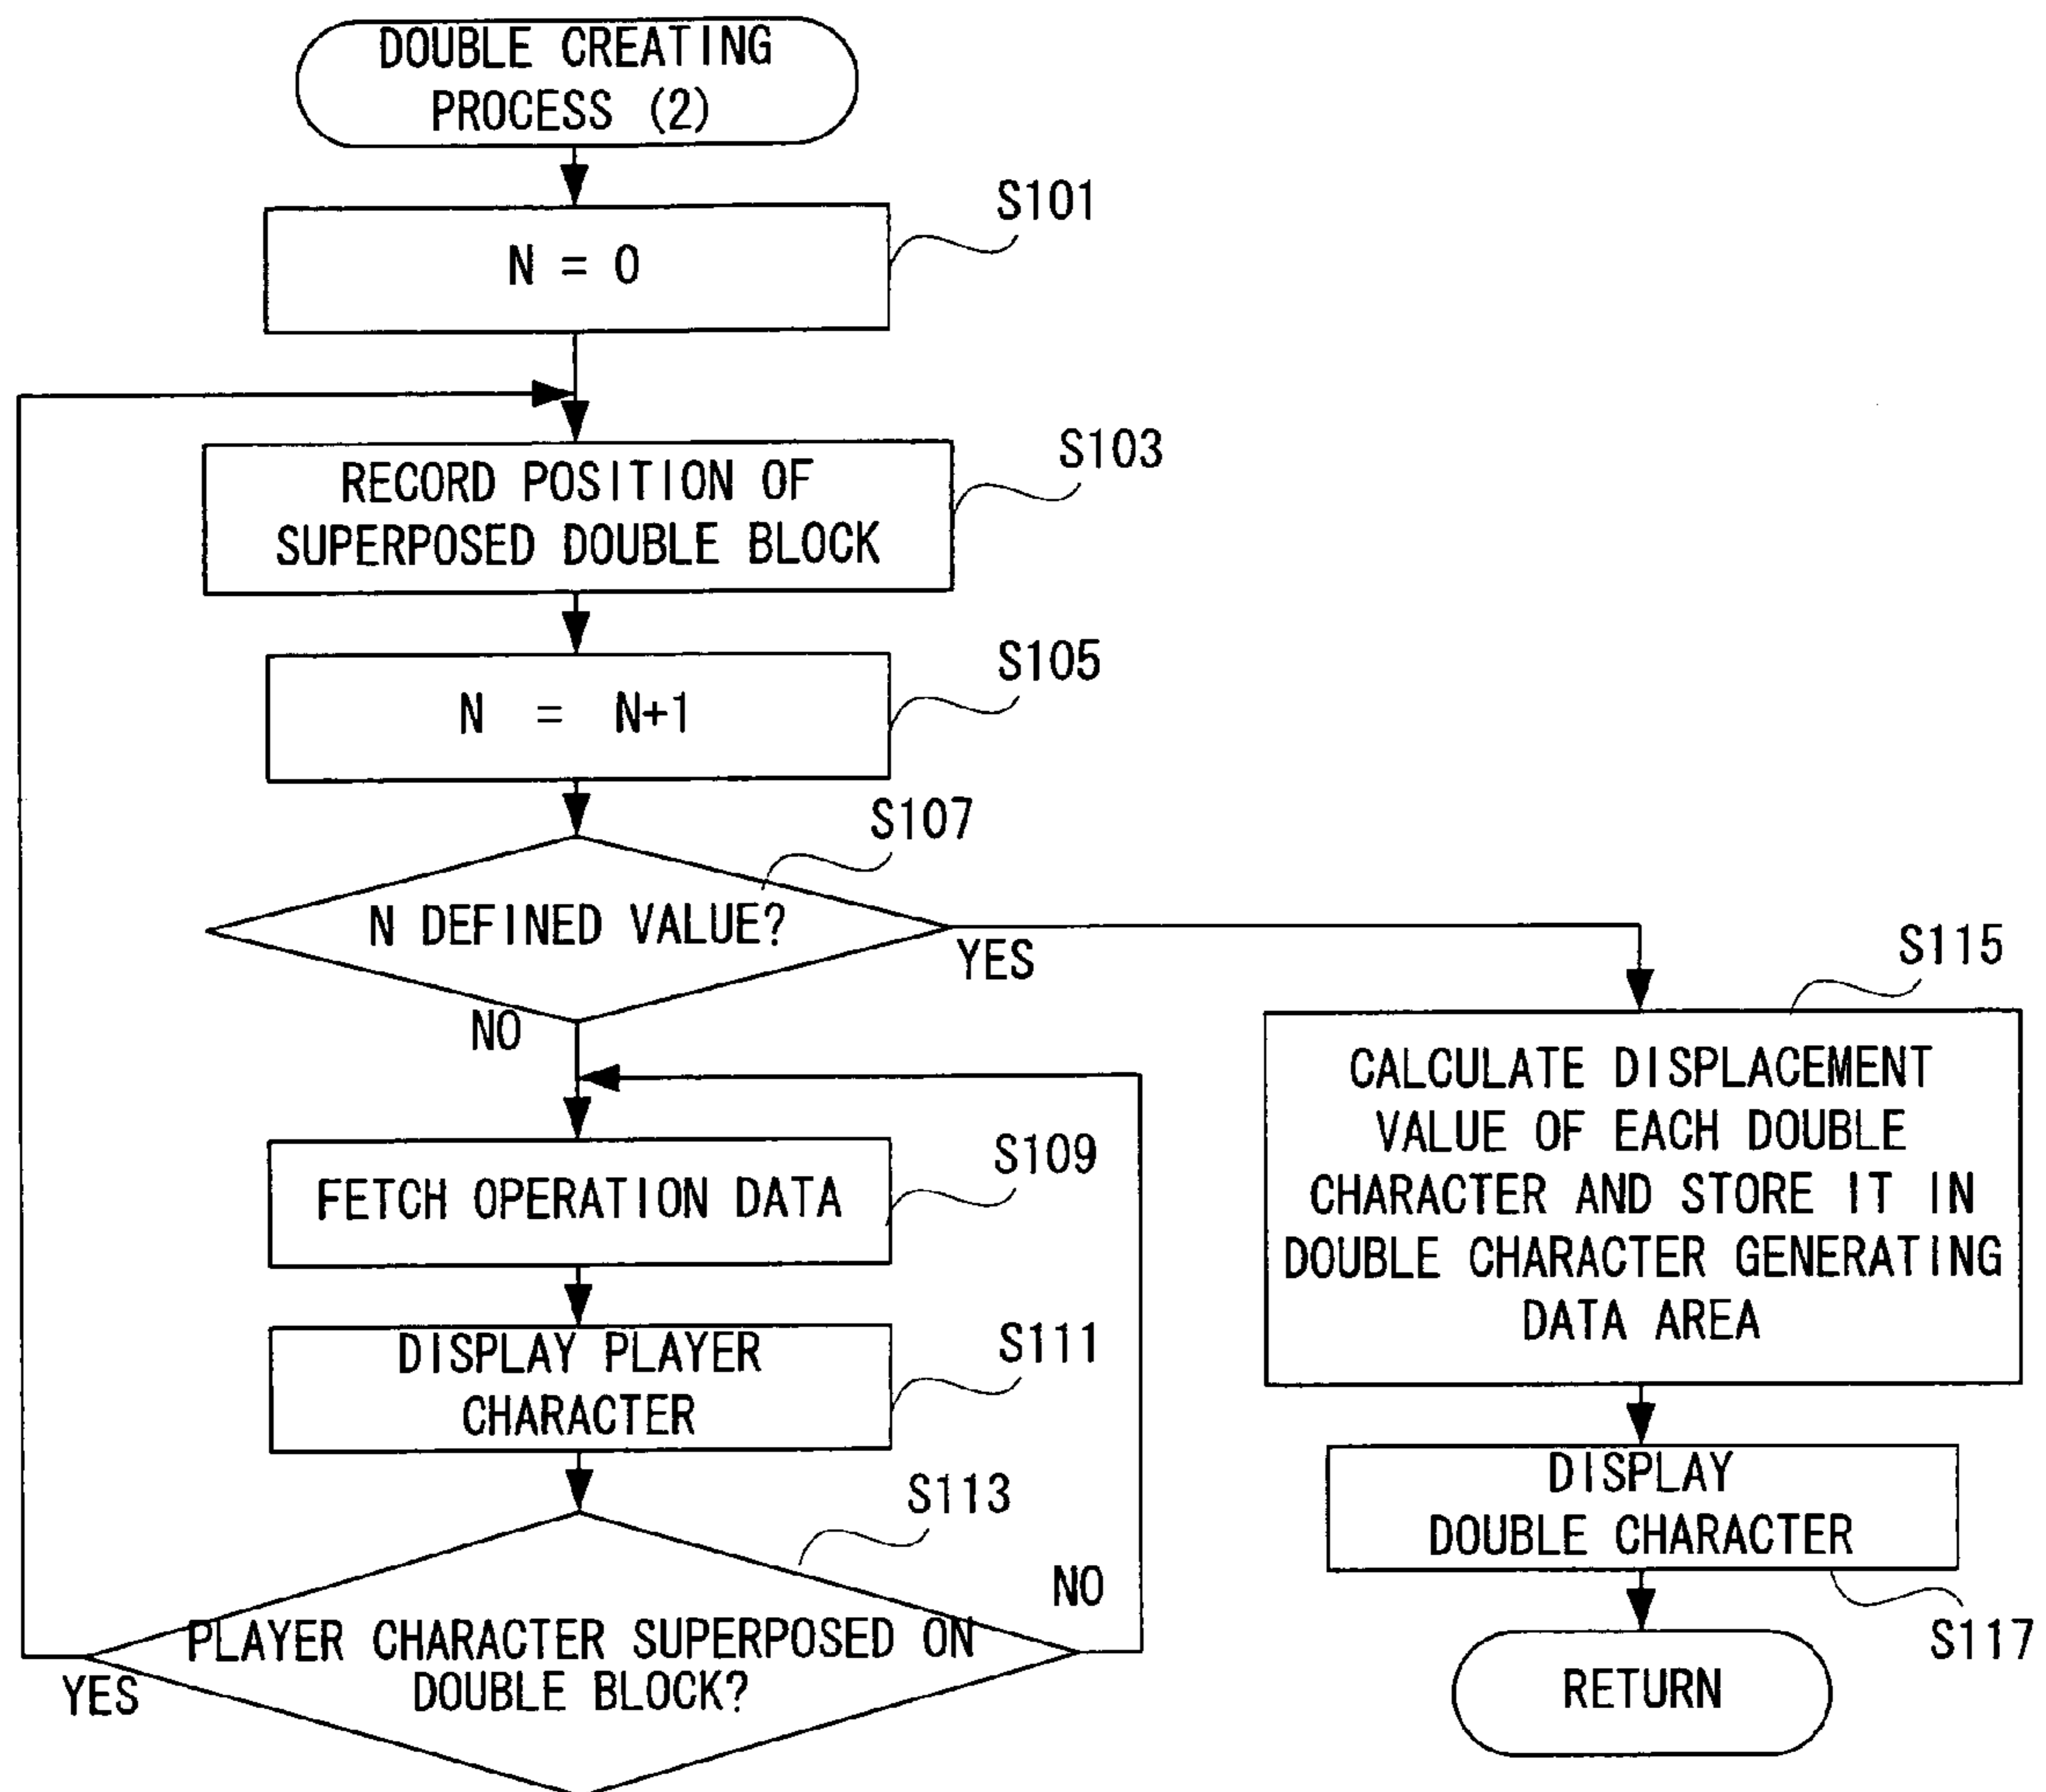 DOUBLE CREATING
PROCESS (2)
S101
N = 0
S103
RECORD POSITION OF
SUPERPOSED DOUBLE BLOCK
S105
N = N+1
S107
N DEFINED VALUE?
YES
NO
S109
FETCH OPERATION DATA
S111
DISPLAY PLAYER
CHARACTER
S113
PLAYER CHARACTER SUPERPOSED ON
DOUBLE BLOCK?
NO
YES
S115
CALCULATE DISPLACEMENT
VALUE OF EACH DOUBLE
CHARACTER AND STORE IT IN
DOUBLE CHARACTER GENERATING
DATA AREA
DISPLAY
DOUBLE CHARACTER
S117
RETURN